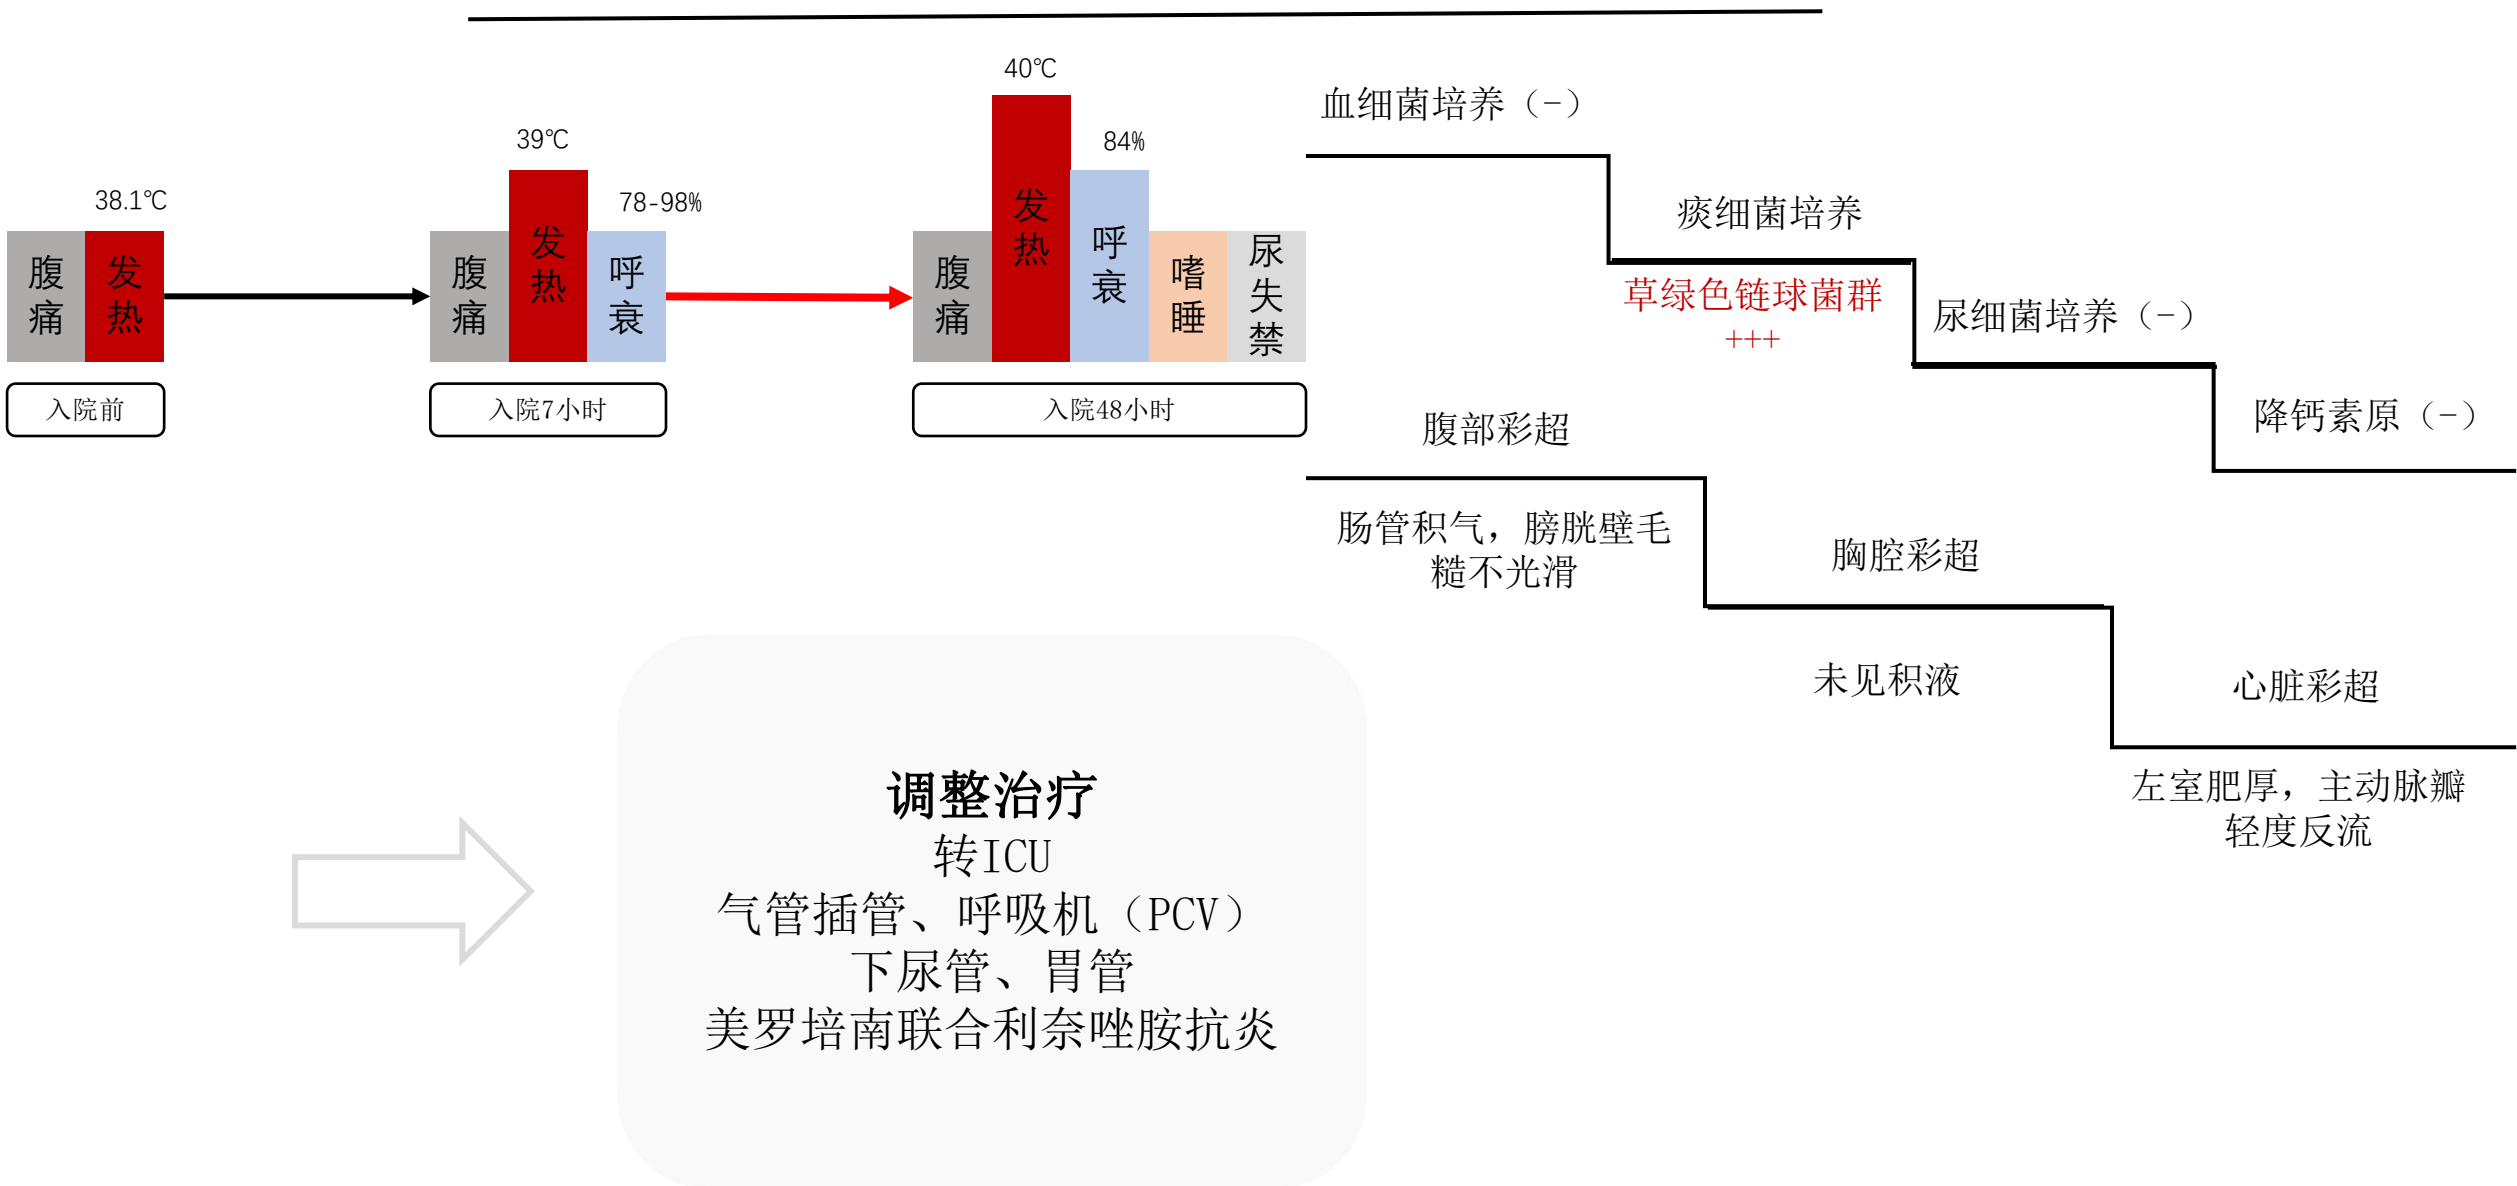 38.1℃
腹痛
发热
入院前
39℃
78-98%
腹痛
发热
呼衰
入院7小时
40℃
84%
腹痛
发热
呼衰
嗜睡
尿失禁
入院48小时
血细菌培养（-）
痰细菌培养
草绿色链球菌群
+++
尿细菌培养（-）
降钙素原（-）
腹部彩超
肠管积气，膀胱壁毛
糙不光滑
胸腔彩超
未见积液
心脏彩超
左室肥厚，主动脉瓣
轻度反流
调整治疗
转ICU
气管插管、呼吸机（PCV）
下尿管、胃管
美罗培南联合利奈唑胺抗炎